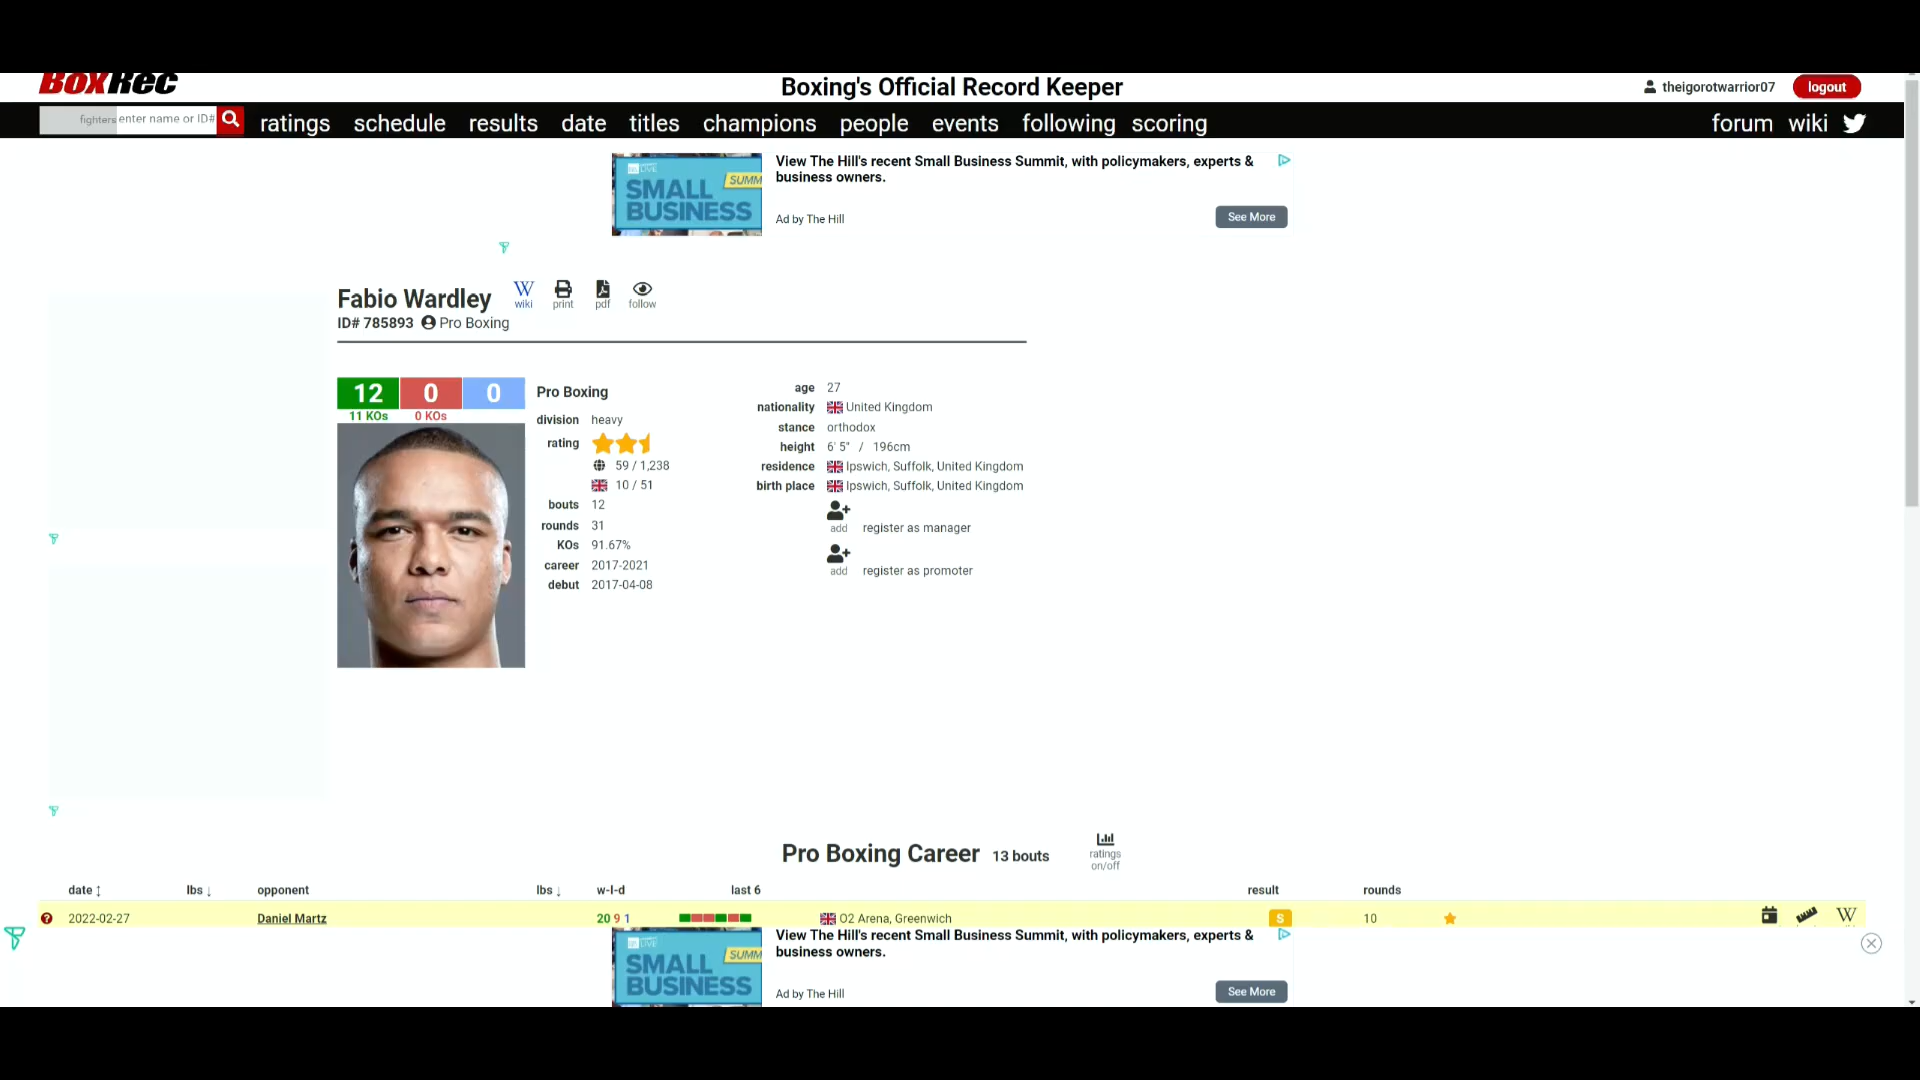 BoxRec
Boxing's Official Record Keeper
theigorotwarrior07
logout
fighters
enter name or ID#
ratings schedule results date titles champions people events following scoring
forum wiki
LIVE
SMALL
BUSINESS
SUMM
View The Hill's recent Small Business Summit, with policymakers, experts &
business owners.
Ad by The Hill
See More
Fabio Wardley
wiki print pdf follow
ID# 785893 Pro Boxing
12 0 0
11 KOs 0 KOs
Pro Boxing
division heavy
rating
59 / 1,238
10 / 51
bouts 12
rounds 31
KOs 91.67%
career 2017-2021
debut 2017-04-08
age 27
nationality United Kingdom
stance orthodox
height 6' 5" / 196cm
residence Ipswich, Suffolk, United Kingdom
birth place Ipswich, Suffolk, United Kingdom
add register as manager
add register as promoter
Pro Boxing Career 13 bouts
ratings
on/off
date ↕ lbs ↓ opponent lbs ↓ w-l-d last 6 result rounds
2022-02-27 Daniel Martz 20 9 1 O2 Arena, Greenwich S 10
LIVE
SMALL
BUSINESS
SUMM
View The Hill's recent Small Business Summit, with policymakers, experts &
business owners.
Ad by The Hill
See More